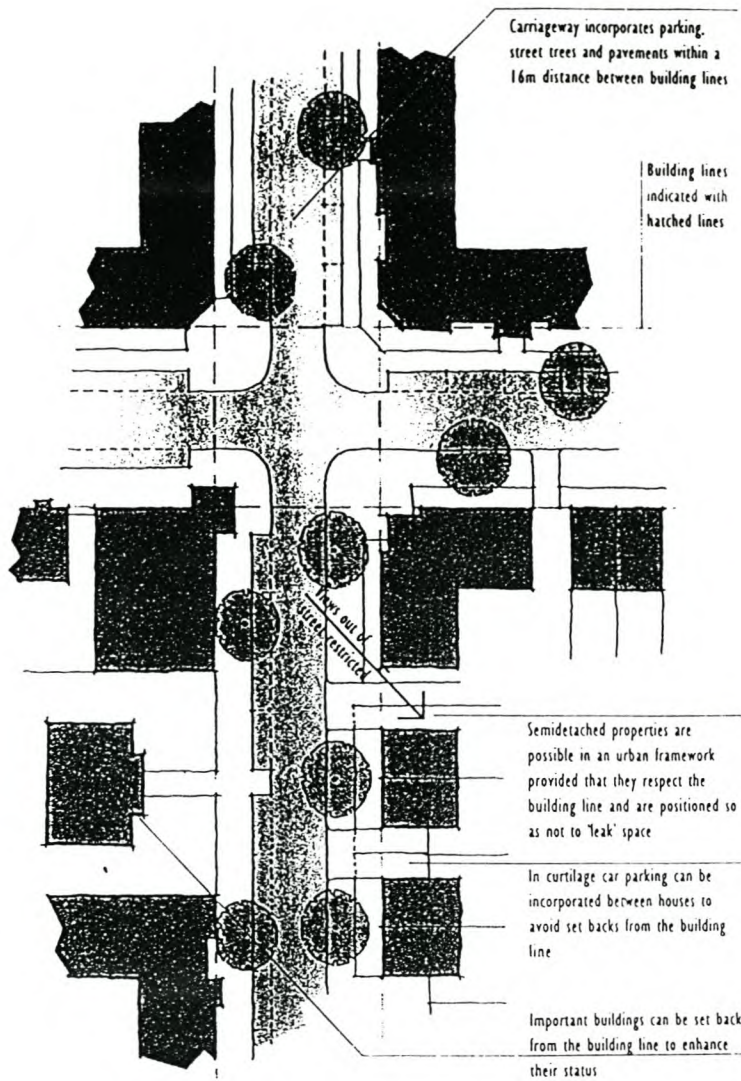 Carriageway incorporates parking,
street trees and pavements within a
16m distance between building lines
Building lines
indicated with
hatched lines
Views out of
street restricted
Semidetached properties are
possible in an urban framework
provided that they respect the
building line and are positioned so
as not to 'leak' space
In curtilage car parking can be
incorporated between houses to
avoid set backs from the building
line
Important buildings can be set back
from the building line to enhance
their status